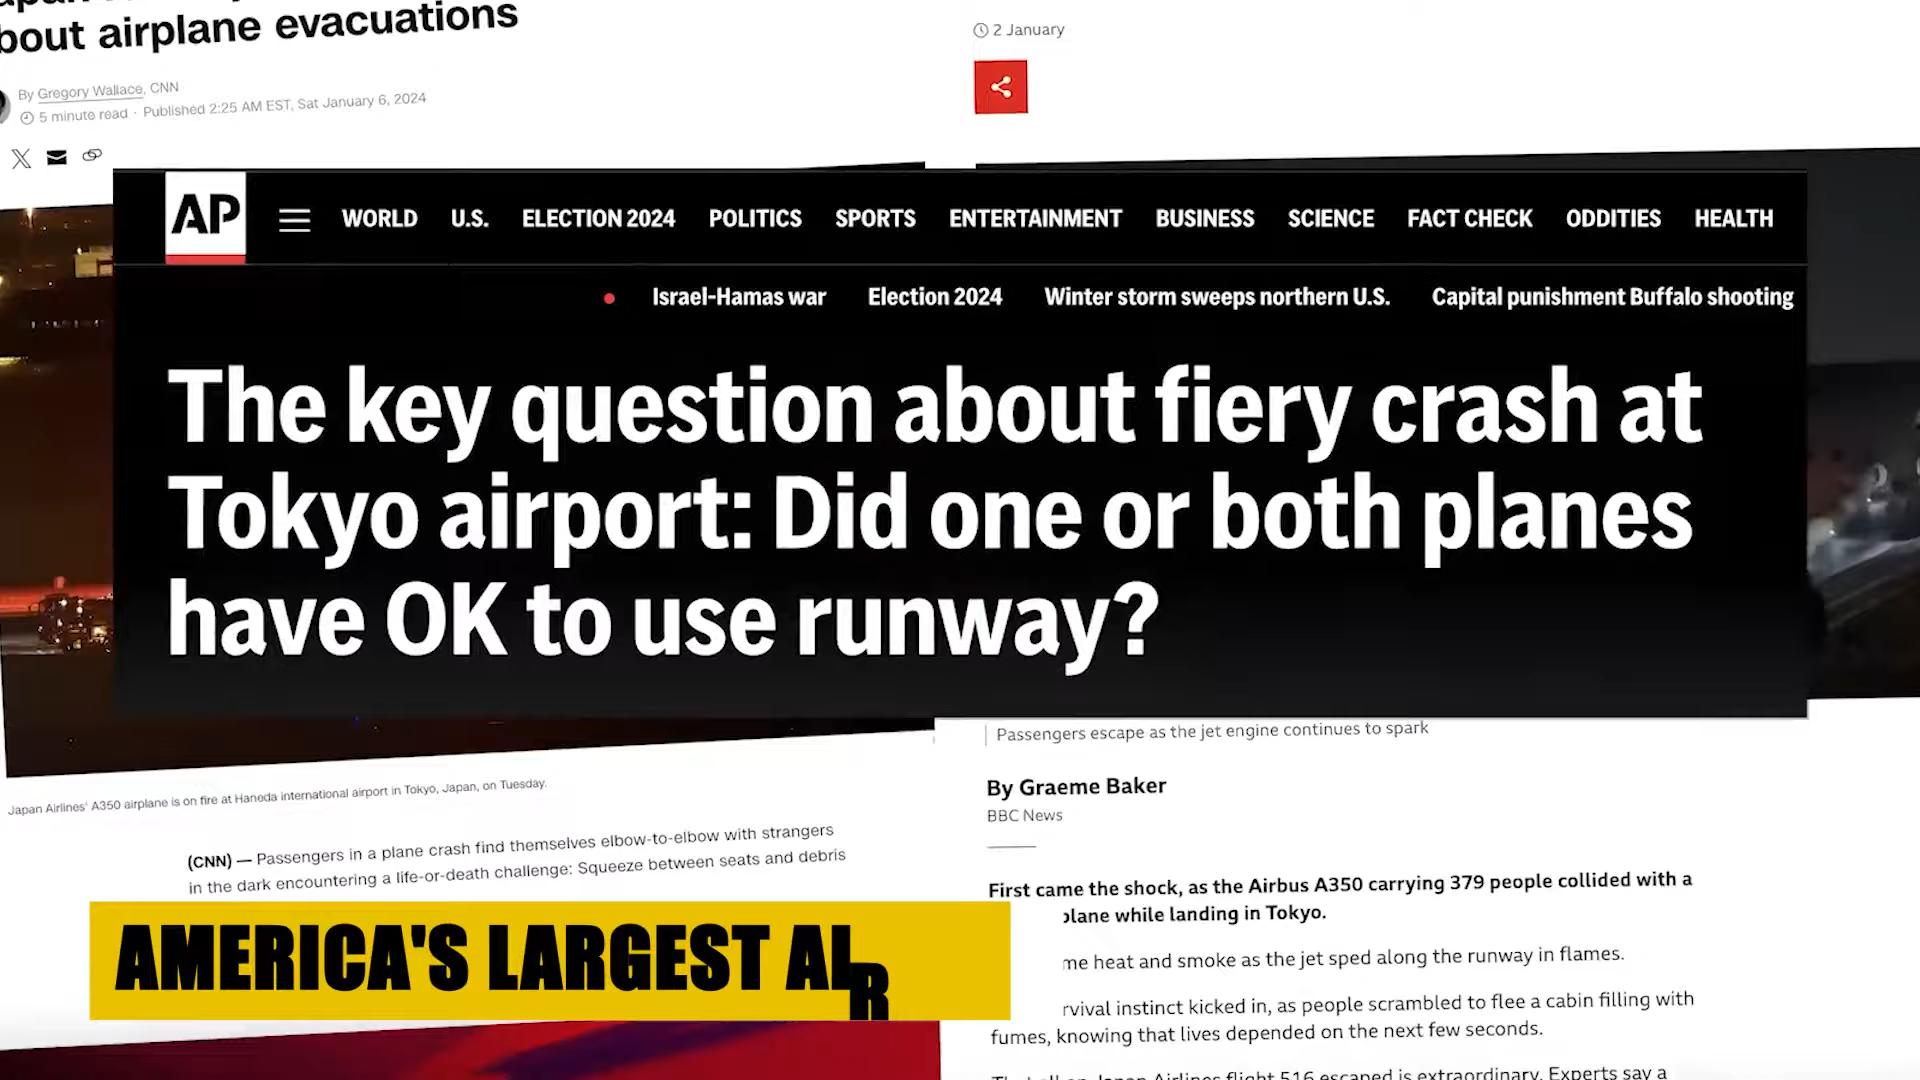 bout airplane evacuations
By Gregory Wallace, CNN
5 minute read · Published 2:25 AM EST, Sat January 6, 2024
2 January
AP
WORLD U.S. ELECTION 2024 POLITICS SPORTS ENTERTAINMENT BUSINESS SCIENCE FACT CHECK ODDITIES HEALTH
Israel-Hamas war Election 2024 Winter storm sweeps northern U.S. Capital punishment Buffalo shooting
The key question about fiery crash at
Tokyo airport: Did one or both planes
have OK to use runway?
Japan Airlines' A350 airplane is on fire at Haneda international airport in Tokyo, Japan, on Tuesday.
(CNN) — Passengers in a plane crash find themselves elbow-to-elbow with strangers
in the dark encountering a life-or-death challenge: Squeeze between seats and debris
AMERICA'S LARGEST AIR
Passengers escape as the jet engine continues to spark
By Graeme Baker
BBC News
First came the shock, as the Airbus A350 carrying 379 people collided with a
plane while landing in Tokyo.
me heat and smoke as the jet sped along the runway in flames.
rvival instinct kicked in, as people scrambled to flee a cabin filling with
fumes, knowing that lives depended on the next few seconds.
Japan Airlines flight 516 escaped is extraordinary. Experts say a